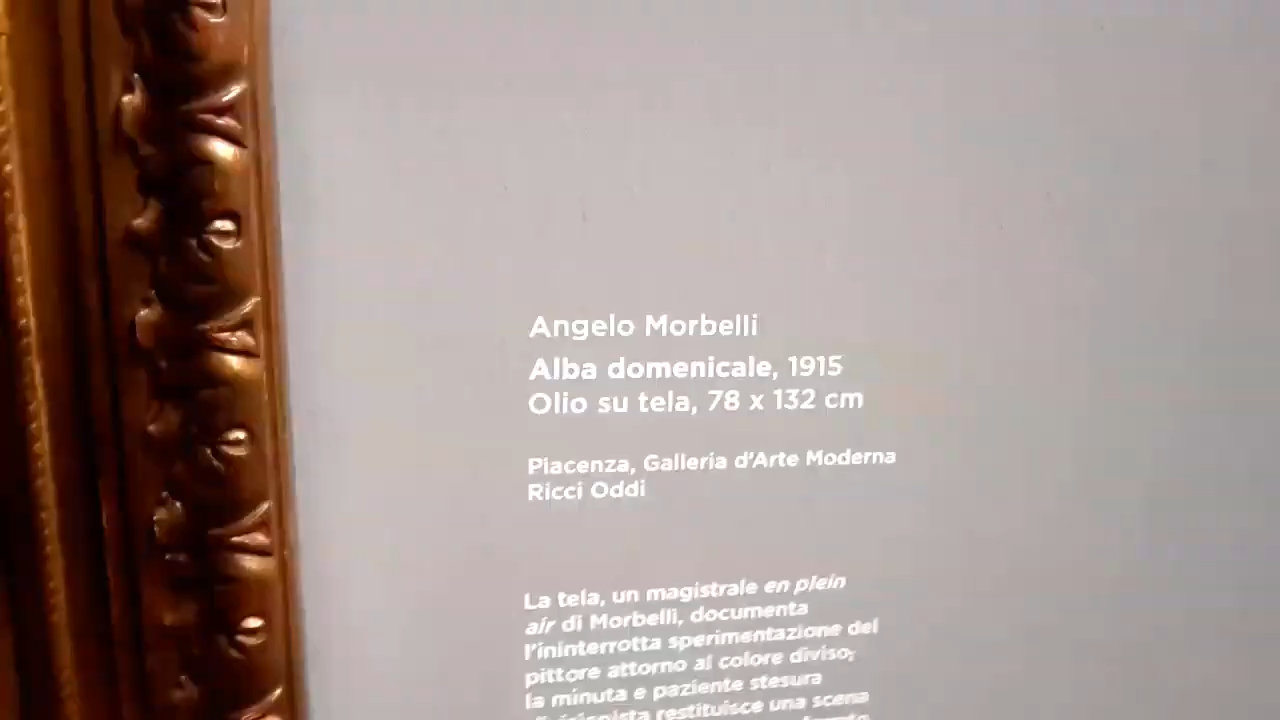 Angelo Morbelli
Alba domenicale, 1915
Olio su tela, 78 x 132 cm
Piacenza, Galleria d'Arte Moderna
Ricci Oddi
La tela, un magistrale en plein
air di Morbelli, documenta
l'ininterrotta sperimentazione del
pittore attorno al colore diviso;
la minuta e paziente stesura
restituisce una scena